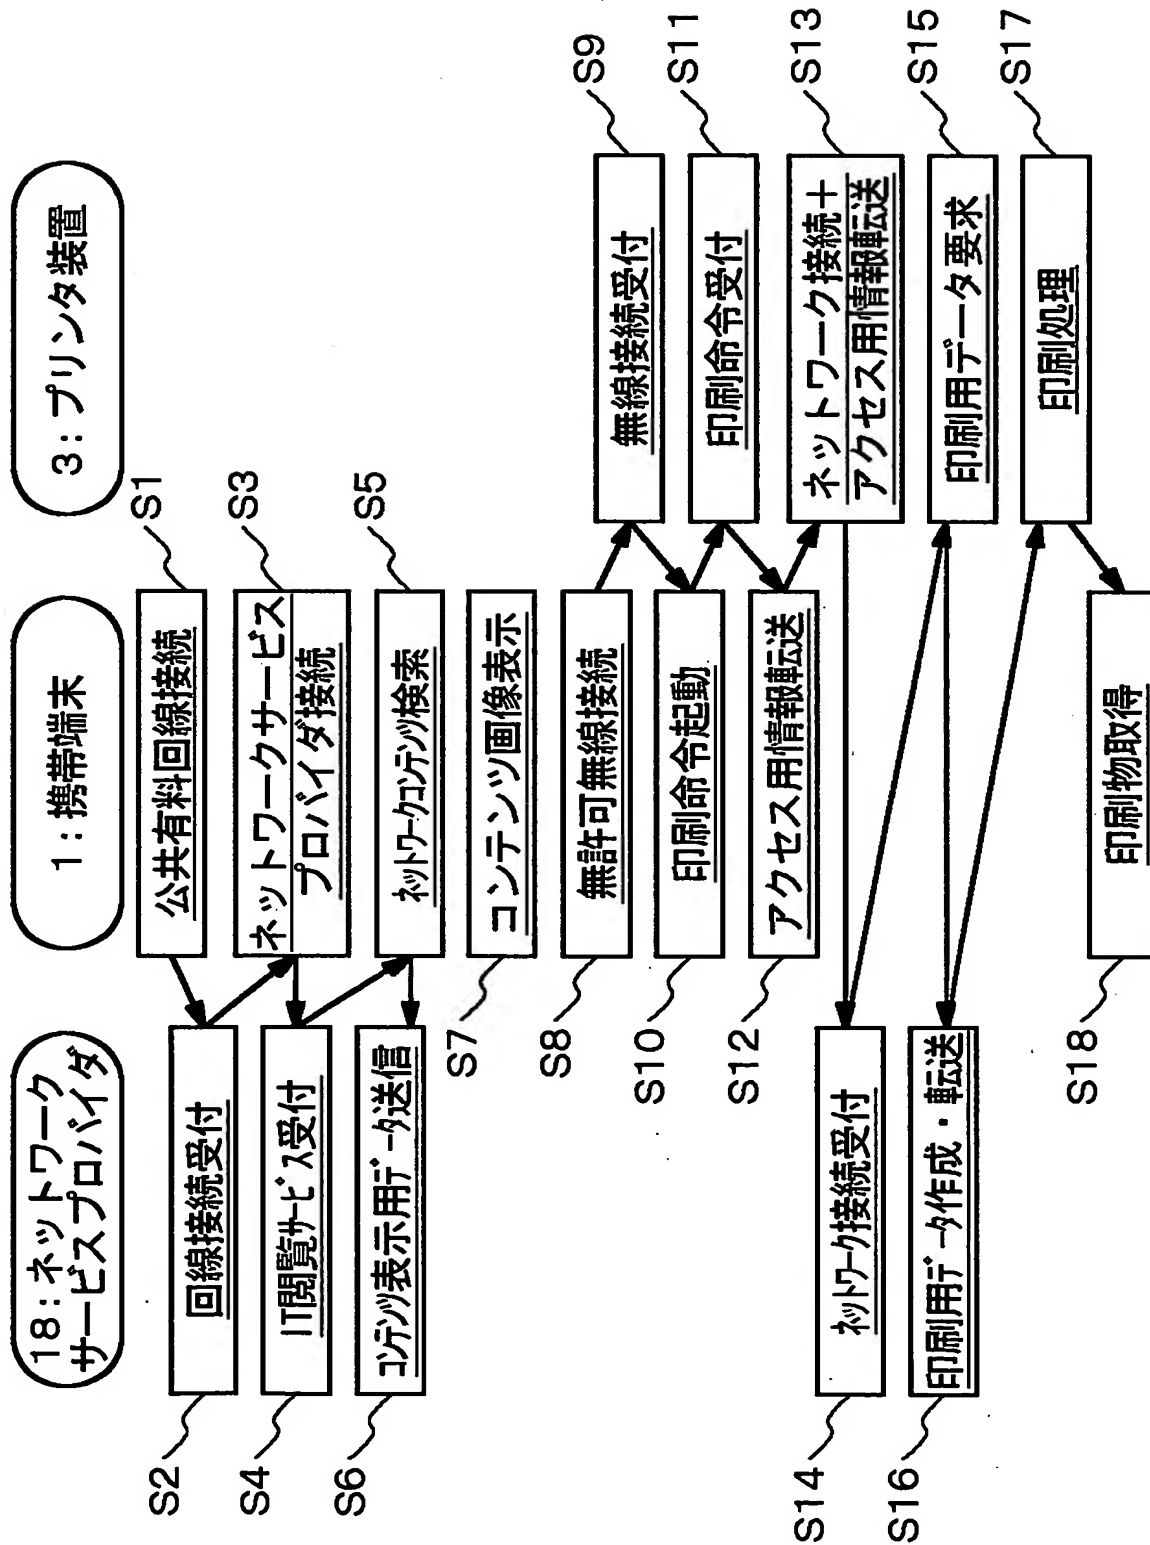 18:ネットワーク
サービスプロバイダ
1:携帯端末
3:プリンタ装置
公共有料回線接続
S1
S2
回線接続受付
ネットワークサービス
プロバイダ接続
S3
S4
IT閲覧サービス受付
ネットワークコンテンツ検索
S5
S6
コンテンツ表示用データ送信
S7
コンテンツ画像表示
S8
無許可無線接続
無線接続受付
S9
S10
印刷命令起動
印刷命令受付
S11
S12
アクセス用情報転送
ネットワーク接続+
アクセス用情報転送
S13
S14
ネットワーク接続受付
印刷用データ要求
S15
S16
印刷用データ作成・転送
印刷処理
S17
S18
印刷物取得